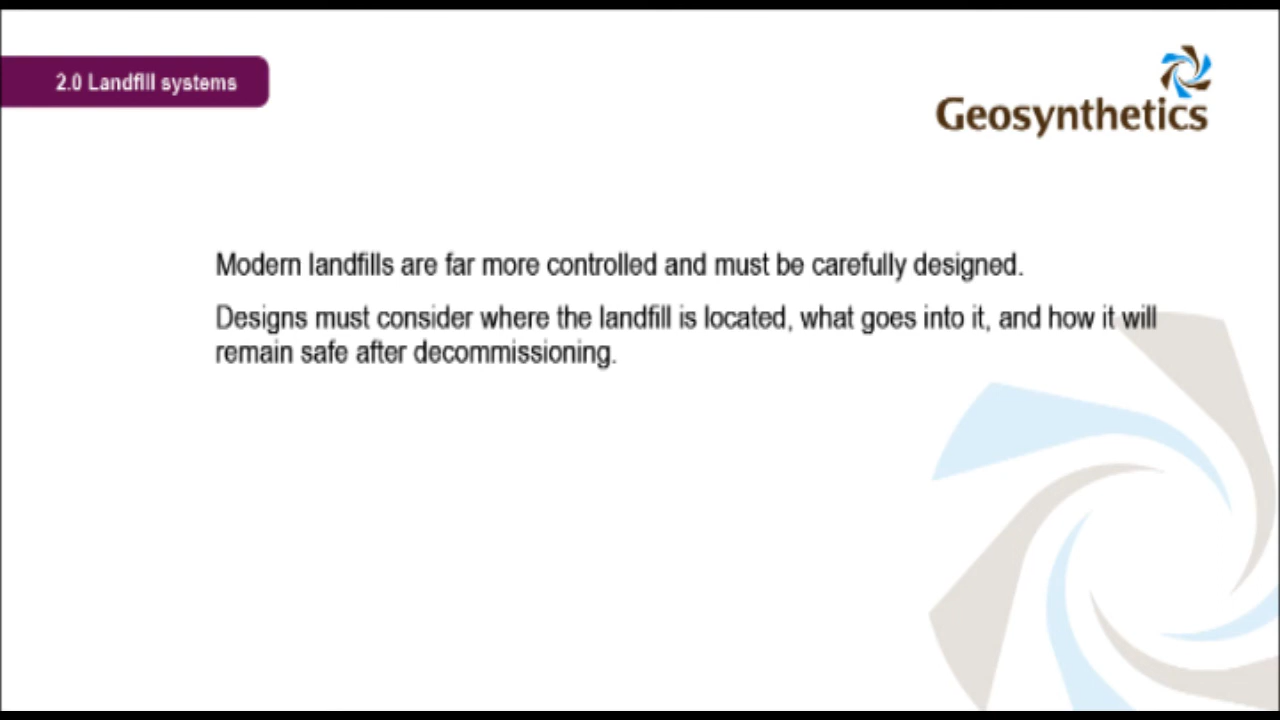 2.0 Landfill systems
Geosynthetics
Modern landfills are far more controlled and must be carefully designed.
Designs must consider where the landfill is located, what goes into it, and how it will
remain safe after decommissioning.